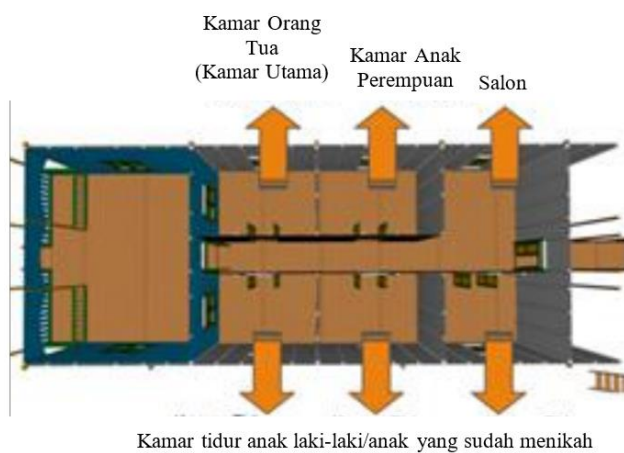 Kamar Orang
Tua
(Kamar Utama)
Kamar Anak
Perempuan
Salon
Kamar tidur anak laki-laki/anak yang sudah menikah